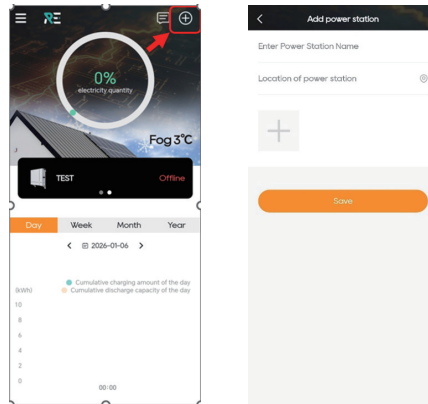 RE
0%
electricity quantity
Fog 3°C
TEST
Offline
Day Week Month Year
2026-01-06
Cumulative charging amount of the day
(kWh) Cumulative discharge capacity of the day
10
8
6
4
2
0
00:00
Add power station
Enter Power Station Name
Location of power station
Save